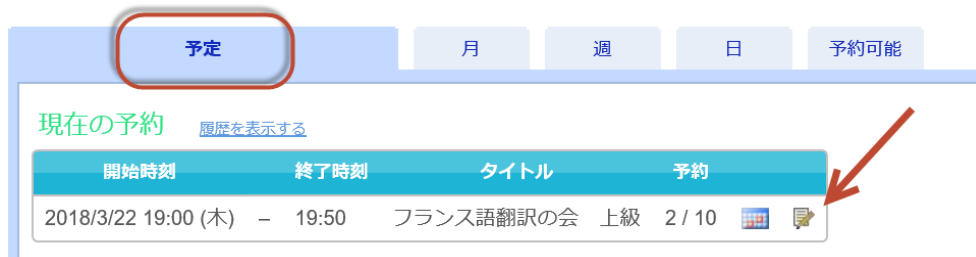 予定 月 週 日 予約可能
現在の予約 履歴を表示する
開始時刻 終了時刻 タイトル 予約
2018/3/22 19:00 (木) – 19:50 フランス語翻訳の会 上級 2 / 10